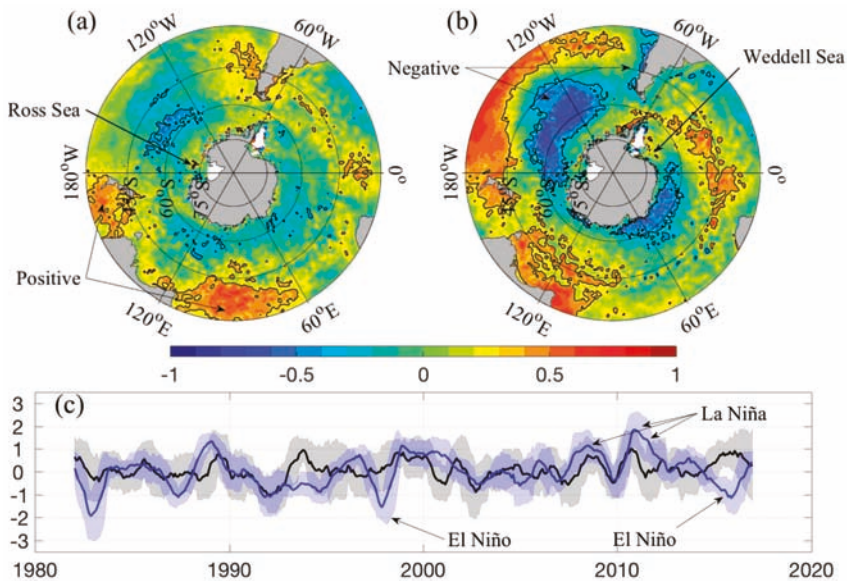 (a)
120°W
60°W
Ross Sea
180°W
45°S
60°S
75°S
0°
Positive
120°E
60°E
(b)
120°W
60°W
Negative
Weddell Sea
180°W
45°S
60°S
75°S
0°
120°E
60°E
-1 -0.5 0 0.5 1
(c)
3
2
1
0
-1
-2
-3
La Niña
El Niño
El Niño
1980 1990 2000 2010 2020